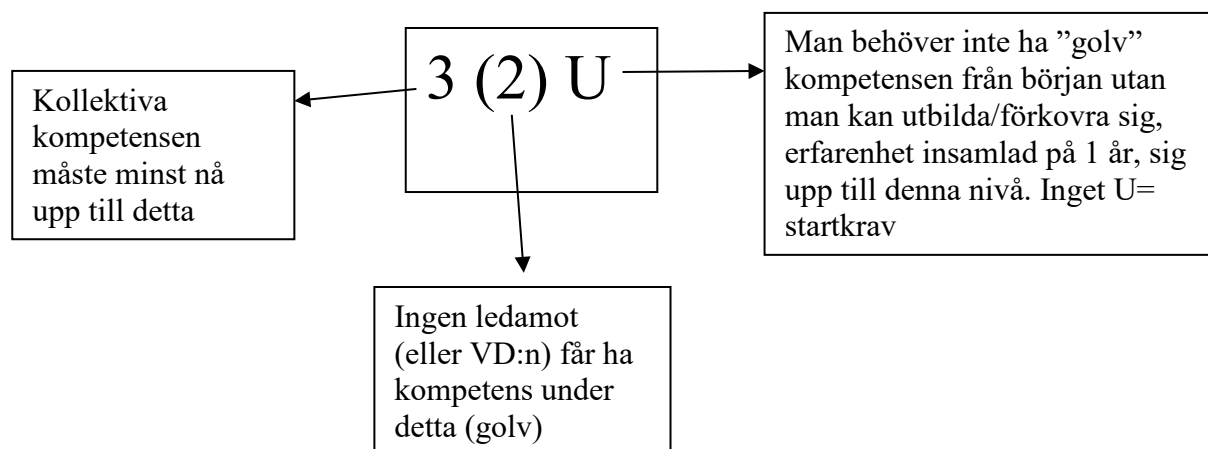 Kollektiva
kompetensen
måste minst nå
upp till detta
3 (2) U
Man behöver inte ha ”golv”
kompetensen från början utan
man kan utbilda/förkovra sig,
erfarenhet insamlad på 1 år, sig
upp till denna nivå. Inget U=
startkrav
Ingen ledamot
(eller VD:n) får ha
kompetens under
detta (golv)